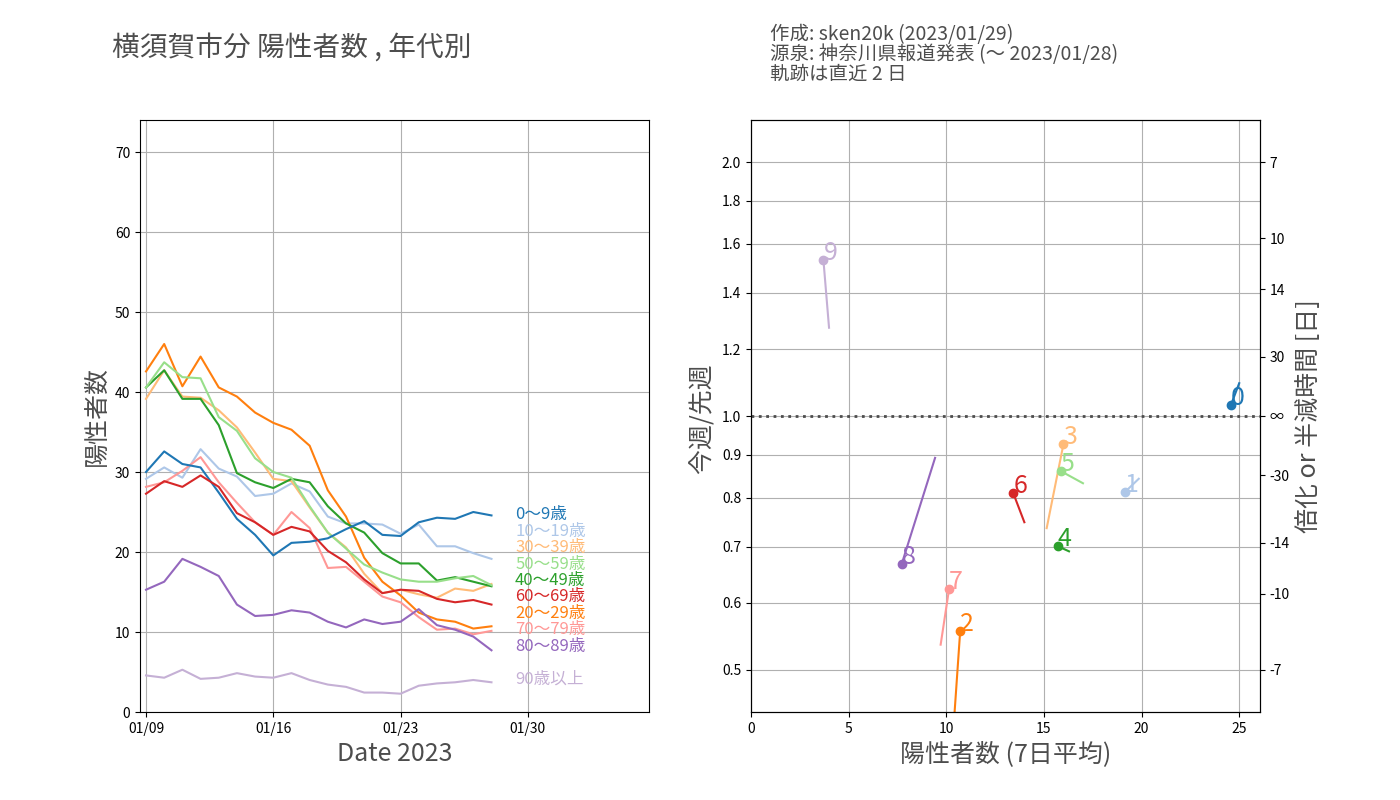 横須賀市分 陽性者数 , 年代別
作成: sken20k (2023/01/29)
源泉: 神奈川県報道発表 (〜 2023/01/28)
軌跡は直近 2 日
陽性者数
70
60
50
40
30
20
10
0
01/09
01/16
01/23
01/30
Date 2023
0〜9歳
10〜19歳
30〜39歳
50〜59歳
40〜49歳
60〜69歳
20〜29歳
70〜79歳
80〜89歳
90歳以上
今週/先週
2.0
1.8
1.6
1.4
1.2
1.0
0.9
0.8
0.7
0.6
0.5
0
5
10
15
20
25
陽性者数 (7日平均)
9
0
3
5
6
1
4
8
7
2
7
10
14
30
∞
-30
-14
-10
-7
倍化 or 半減時間 [日]